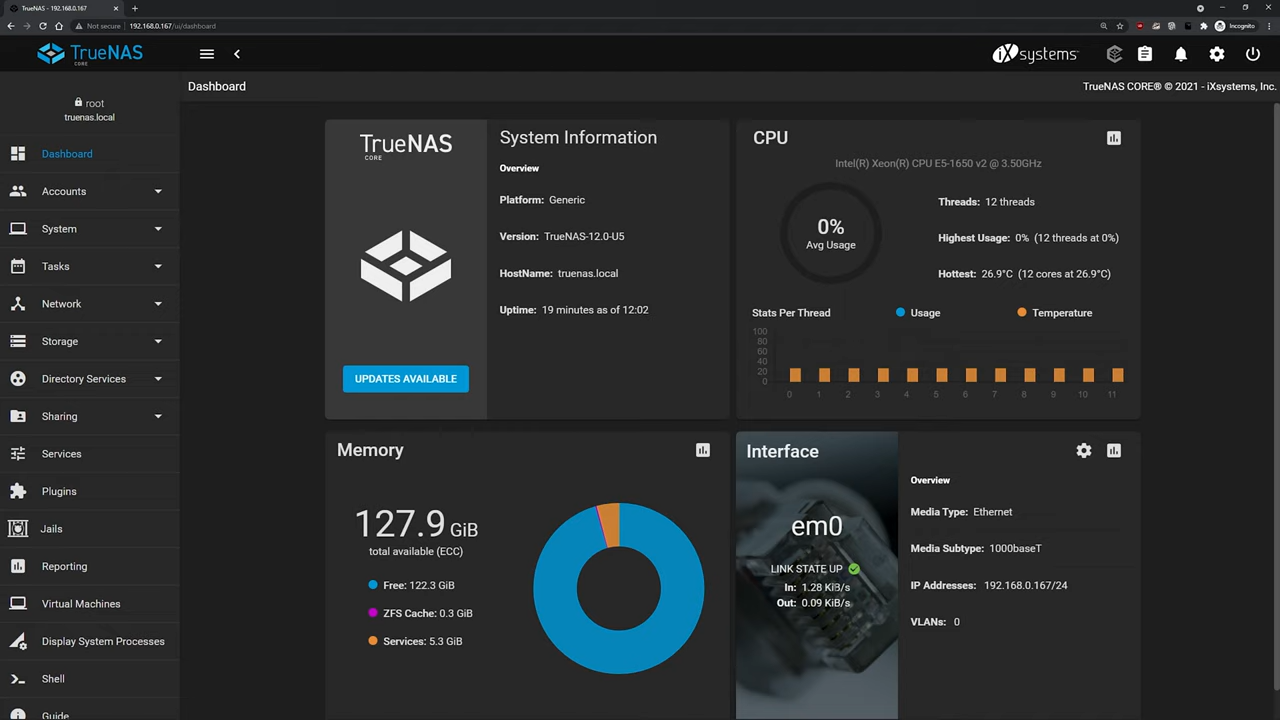 TrueNAS - 192.168.0.167
Not secure 192.168.0.167/ui/dashboard
Incognito
TrueNAS
CORE
iXsystems
root
truenas.local
Dashboard
TrueNAS CORE® © 2021 - iXsystems, Inc.
Dashboard
Accounts
System
Tasks
Network
Storage
Directory Services
Sharing
Services
Plugins
Jails
Reporting
Virtual Machines
Display System Processes
Shell
Guide
TrueNAS
CORE
UPDATES AVAILABLE
System Information
Overview
Platform: Generic
Version: TrueNAS-12.0-U5
HostName: truenas.local
Uptime: 19 minutes as of 12:02
CPU
Intel(R) Xeon(R) CPU E5-1650 v2 @ 3.50GHz
0%
Avg Usage
Threads: 12 threads
Highest Usage: 0% (12 threads at 0%)
Hottest: 26.9°C (12 cores at 26.9°C)
Stats Per Thread Usage Temperature
100
80
60
40
20
0
0 1 2 3 4 5 6 7 8 9 10 11
Memory
127.9 GiB
total available (ECC)
Free: 122.3 GiB
ZFS Cache: 0.3 GiB
Services: 5.3 GiB
Interface
em0
LINK STATE UP
In: 1.28 KiB/s
Out: 0.09 KiB/s
Overview
Media Type: Ethernet
Media Subtype: 1000baseT
IP Addresses: 192.168.0.167/24
VLANs: 0